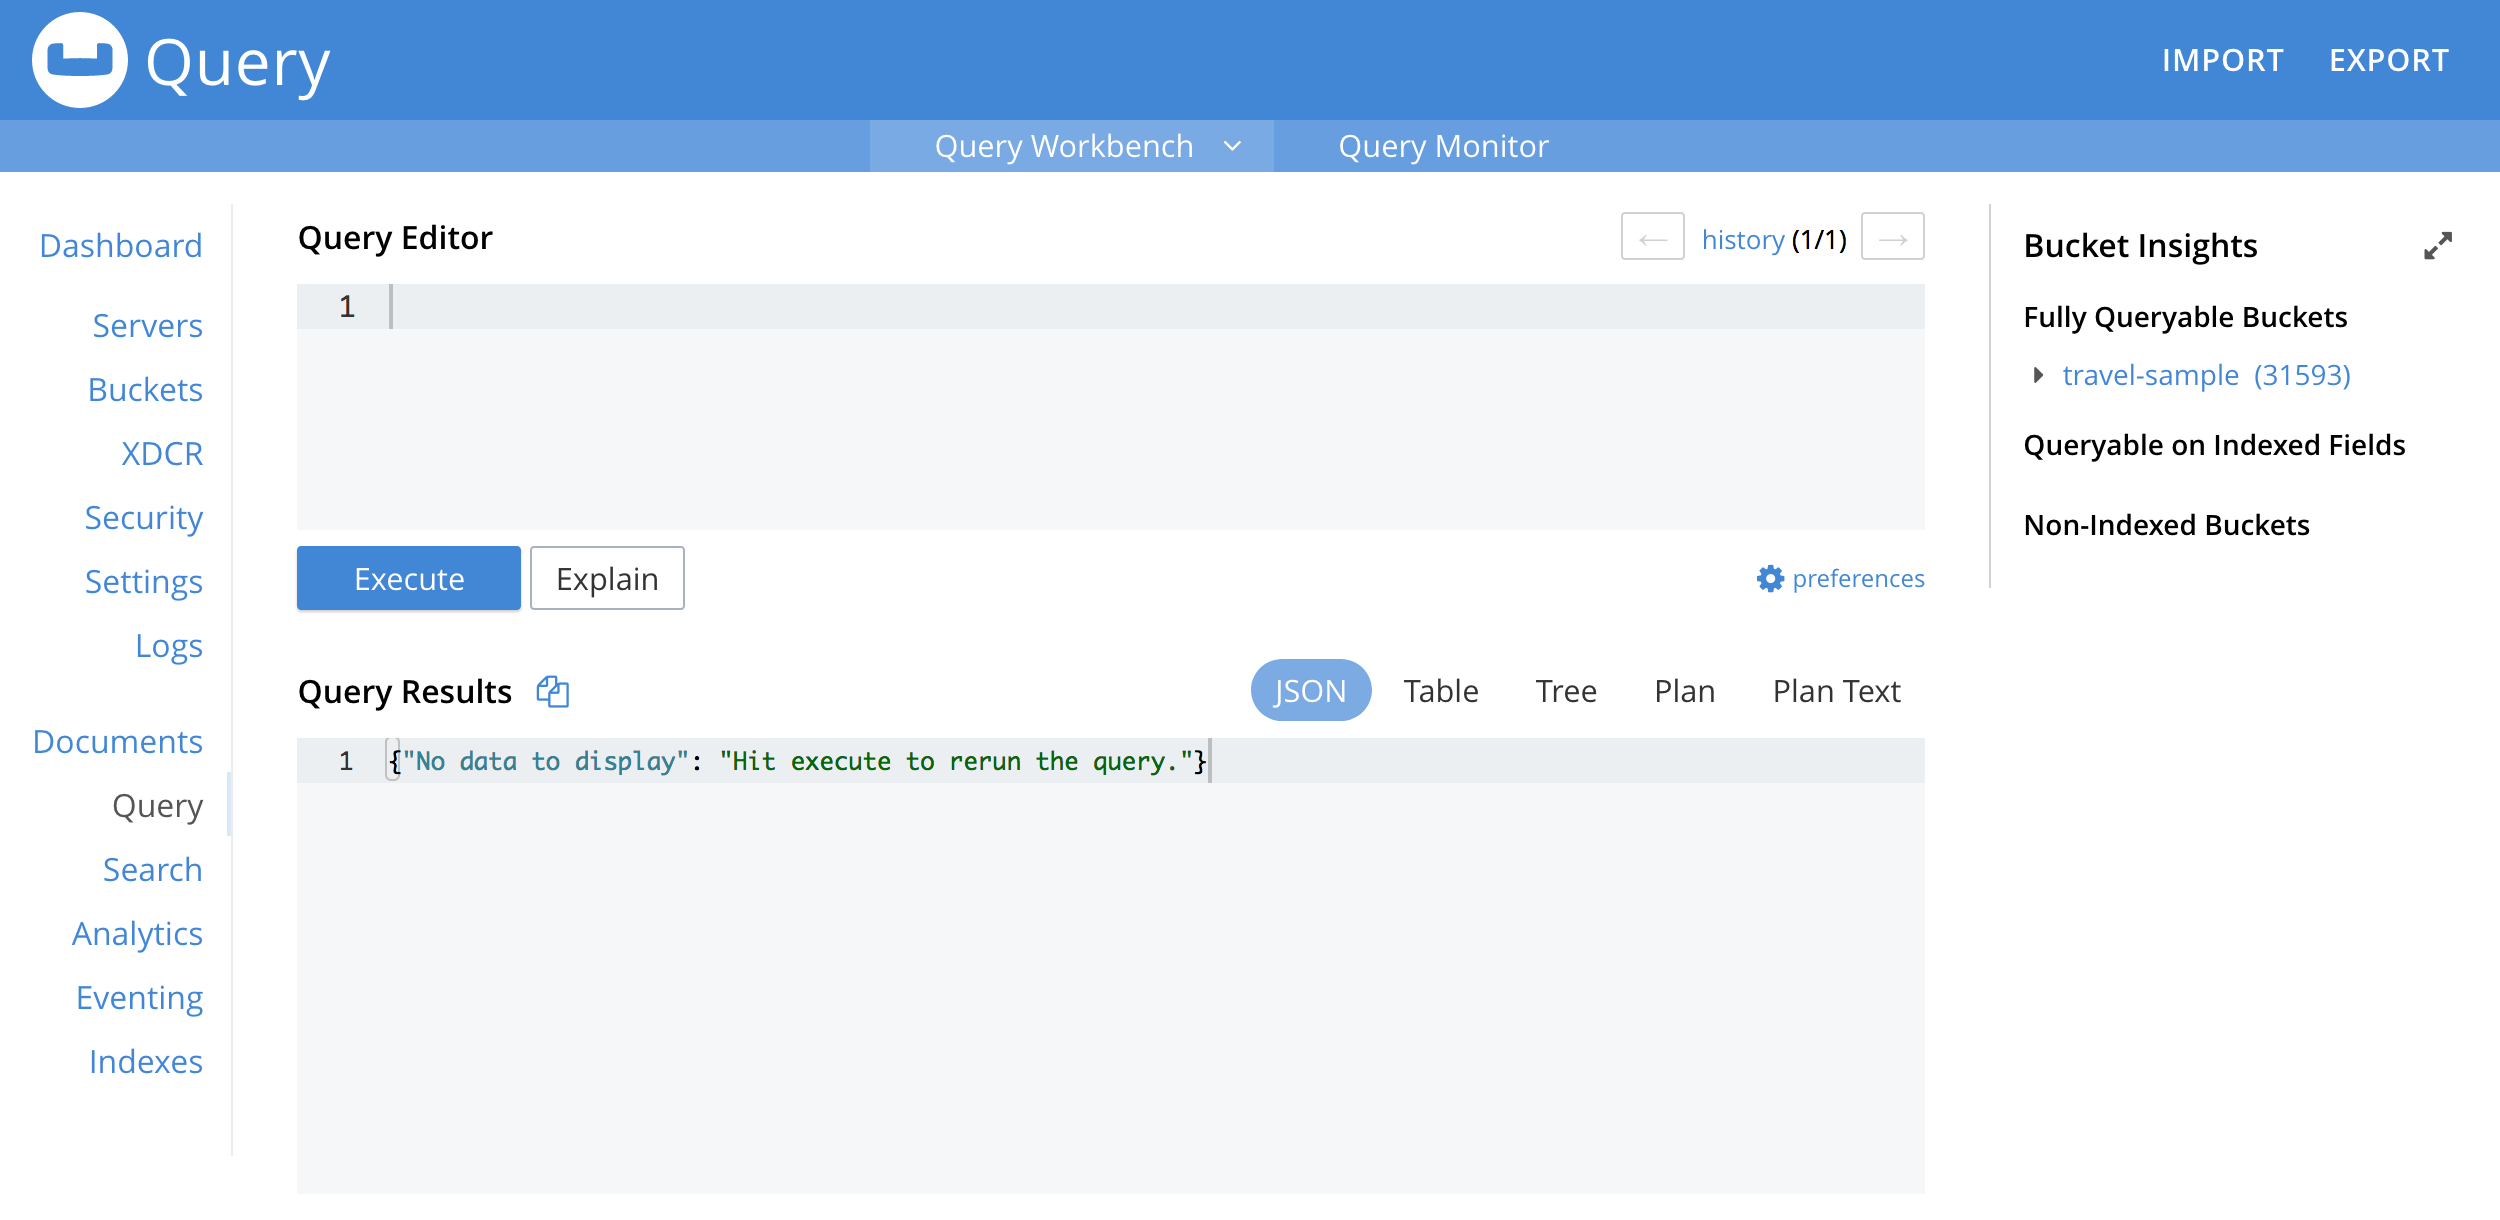 Query
IMPORT EXPORT
Query Workbench Query Monitor
Dashboard
Servers
Buckets
XDCR
Security
Settings
Logs
Documents
Query
Search
Analytics
Eventing
Indexes
Query Editor
← history (1/1) →
1
Execute Explain preferences
Query Results JSON Table Tree Plan Plan Text
1 {"No data to display": "Hit execute to rerun the query."}
Bucket Insights
Fully Queryable Buckets
travel-sample (31593)
Queryable on Indexed Fields
Non-Indexed Buckets